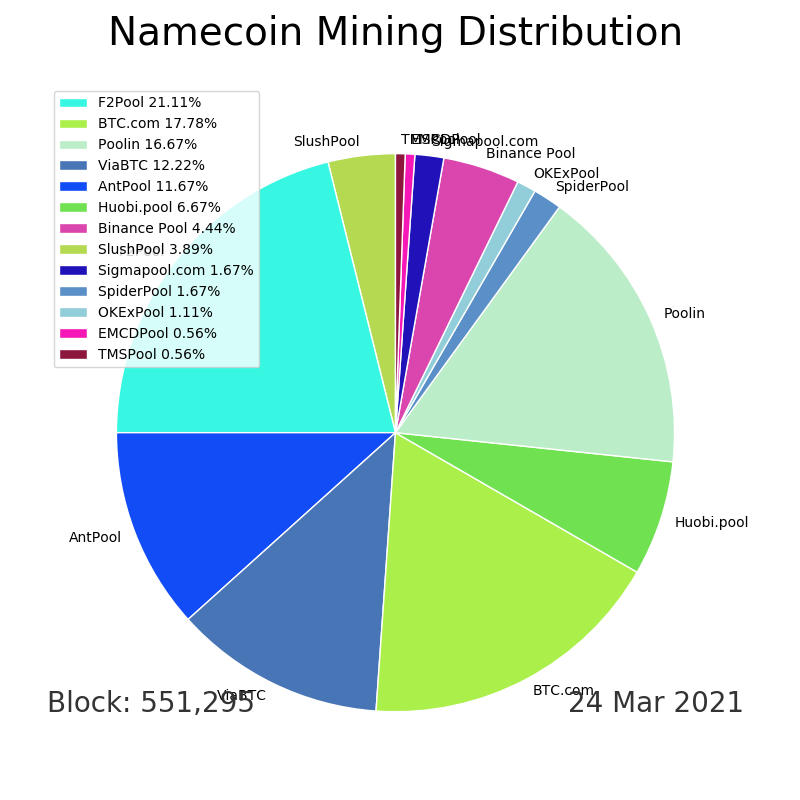 Namecoin Mining Distribution
F2Pool 21.11%
BTC.com 17.78%
Poolin 16.67%
ViaBTC 12.22%
AntPool 11.67%
Huobi.pool 6.67%
Binance Pool 4.44%
SlushPool 3.89%
Sigmapool.com 1.67%
SpiderPool 1.67%
OKExPool 1.11%
EMCDPool 0.56%
TMSPool 0.56%
SlushPool
TMSPool
EMCDPool
Sigmapool.com
Binance Pool
OKExPool
SpiderPool
Poolin
Huobi.pool
AntPool
BTC.com
ViaBTC
Block: 551,295
24 Mar 2021